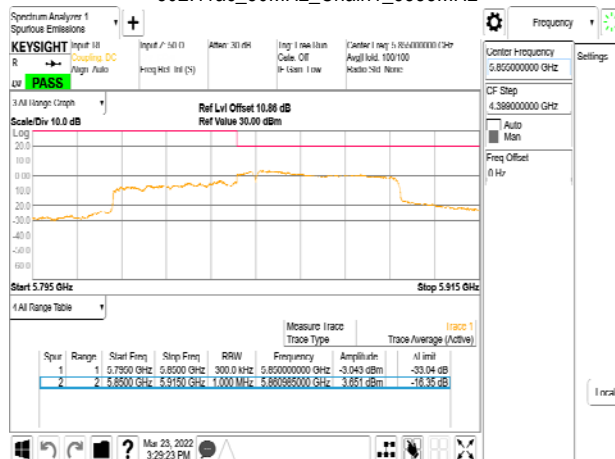 Spectrum Analyzer 1
Spurious Emissions
Frequency
Settings
KEYSIGHT
Input: RF
Coupling: DC
Align: Auto
Input Z: 50 Ω
Freq Ref: Int (S)
Atten: 30 dB
Trig: Free Run
Gate: Off
IF Gain: Low
Center Freq: 5.855000000 GHz
Avg|Hold: 100/100
Radio Std: None
R
PASS
Center Frequency
5.855000000 GHz
CF Step
4.399000000 GHz
Auto
Man
Freq Offset
0 Hz
3 All Range Graph
Scale/Div 10.0 dB
Ref Lvl Offset 10.86 dB
Ref Value 30.00 dBm
Log
20.0
10.0
0.00
-10.0
-20.0
-30.0
-40.0
-50.0
-60.0
Start 5.795 GHz
Stop 5.915 GHz
4 All Range Table
Measure Trace Trace 1
Trace Type Trace Average (Active)
Spur Range Start Freq Stop Freq RBW Frequency Amplitude Δ Limit
1 1 5.7950 GHz 5.8500 GHz 300.0 kHz 5.850000000 GHz -3.043 dBm -33.04 dB
2 2 5.8500 GHz 5.9150 GHz 1.000 MHz 5.860985000 GHz 3.651 dBm -16.35 dB
Local
?
Mar 23, 2022
3:29:23 PM